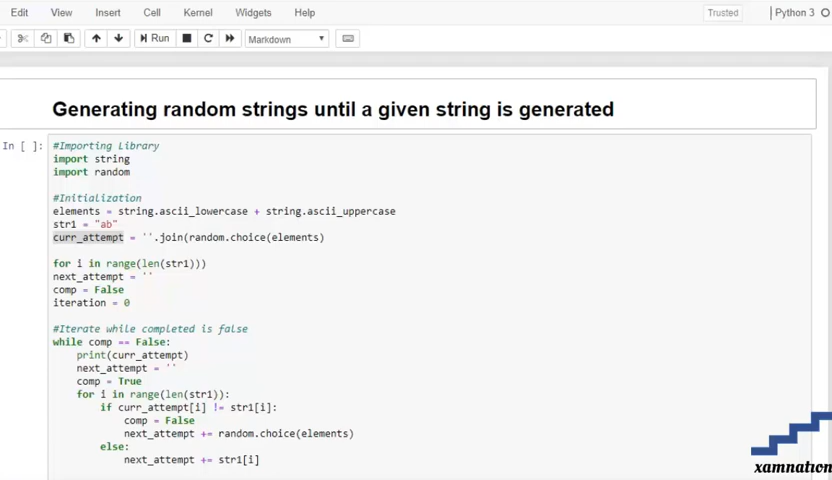 Edit View Insert Cell Kernel Widgets Help Trusted Python 3
Run Markdown
Generating random strings until a given string is generated
In [ ]: #Importing Library
import string
import random
#Initialization
elements = string.ascii_lowercase + string.ascii_uppercase
str1 = "ab"
curr_attempt = ''.join(random.choice(elements)
for i in range(len(str1)))
next_attempt = ''
comp = False
iteration = 0
#Iterate while completed is false
while comp == False:
print(curr_attempt)
next_attempt = ''
comp = True
for i in range(len(str1)):
if curr_attempt[i] != str1[i]:
comp = False
next_attempt += random.choice(elements)
else:
next_attempt += str1[i]
xamnation